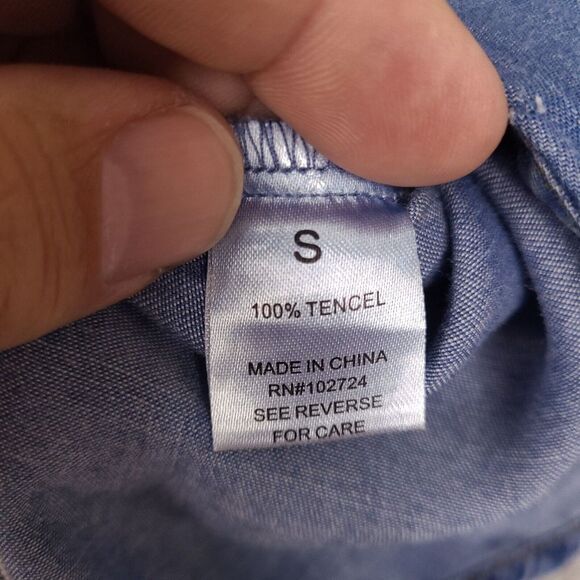 S
100% TENCEL
MADE IN CHINA
RN#102724
SEE REVERSE
FOR CARE